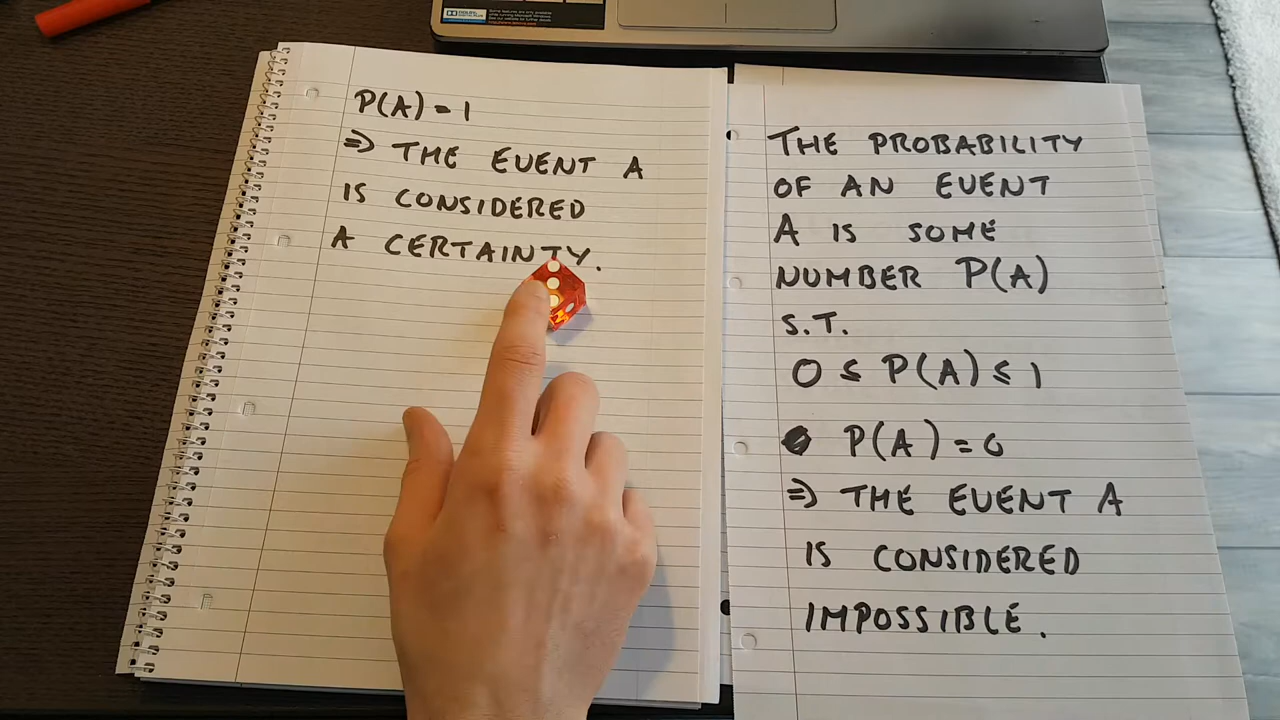 P(A) = 1
⇒ THE EVENT A
IS CONSIDERED
A CERTAINTY.
THE PROBABILITY
OF AN EVENT
A IS SOME
NUMBER P(A)
S.T.
0 ≤ P(A) ≤ 1
P(A) = 0
⇒ THE EVENT A
IS CONSIDERED
IMPOSSIBLE.